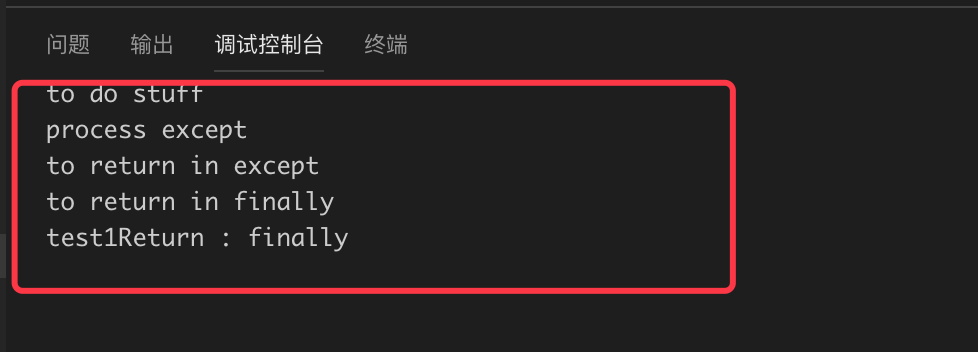 问题 输出 调试控制台 终端
to do stuff
process except
to return in except
to return in finally
test1Return : finally